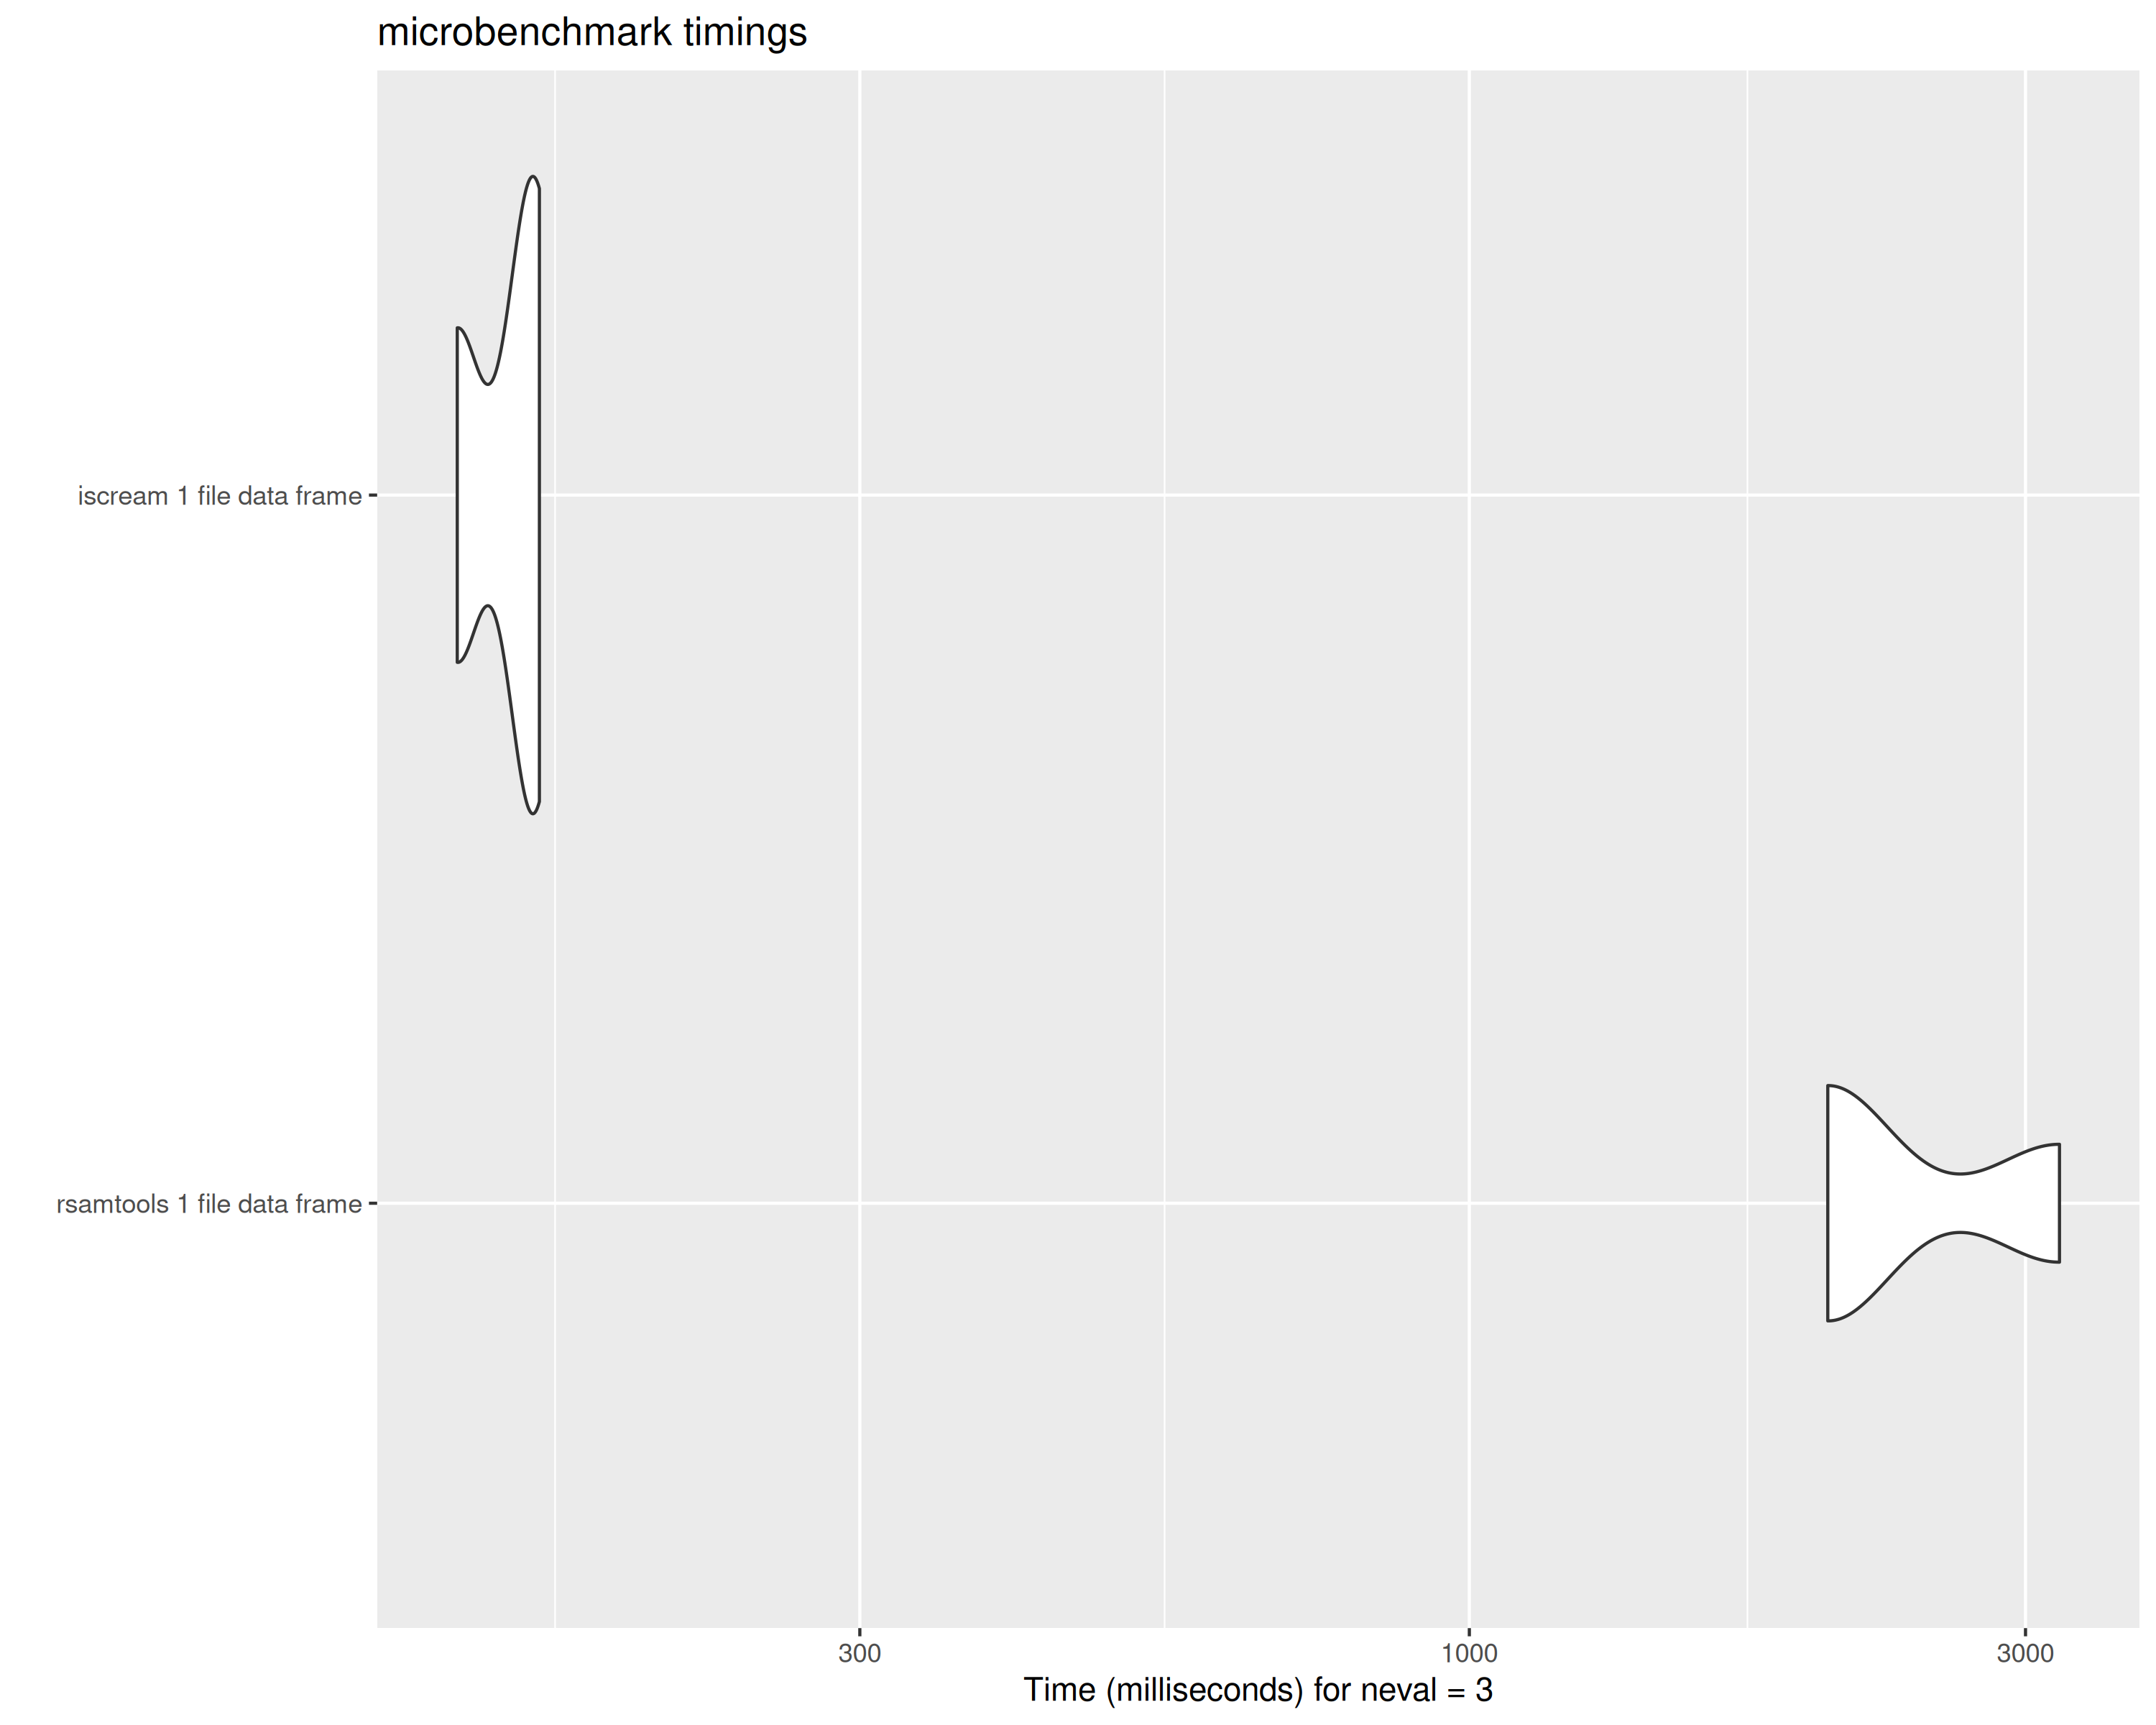 microbenchmark timings
iscream 1 file data frame
rsamtools 1 file data frame
300
1000
3000
Time (milliseconds) for neval = 3